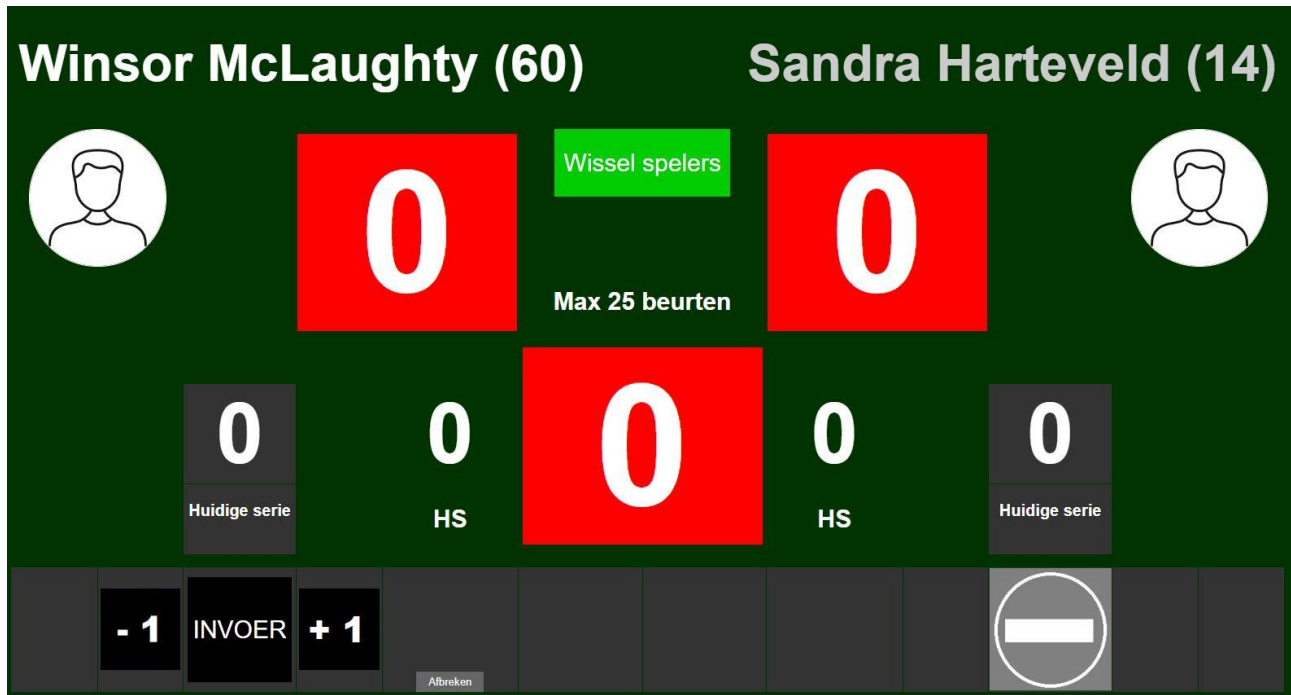 Winsor McLaughty (60)
Sandra Harteveld (14)
0
Wissel spelers
0
Max 25 beurten
0
Huidige serie
0
HS
0
0
HS
0
Huidige serie
- 1
INVOER
+ 1
Afbreken